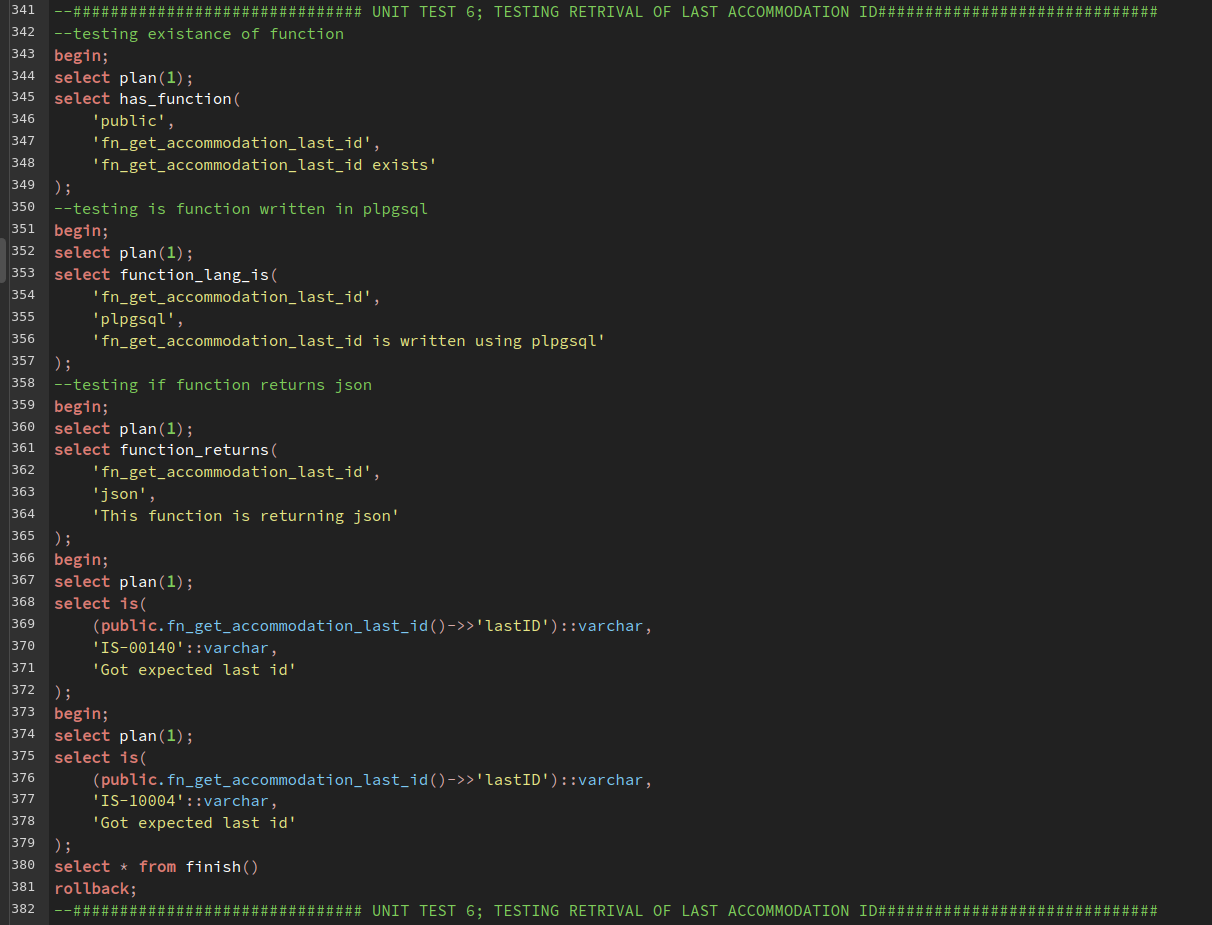 341 --############################### UNIT TEST 6; TESTING RETRIVAL OF LAST ACCOMMODATION ID##############################
342 --testing existance of function
343 begin;
344 select plan(1);
345 select has_function(
346     'public',
347     'fn_get_accommodation_last_id',
348     'fn_get_accommodation_last_id exists'
349 );
350 --testing is function written in plpgsql
351 begin;
352 select plan(1);
353 select function_lang_is(
354     'fn_get_accommodation_last_id',
355     'plpgsql',
356     'fn_get_accommodation_last_id is written using plpgsql'
357 );
358 --testing if function returns json
359 begin;
360 select plan(1);
361 select function_returns(
362     'fn_get_accommodation_last_id',
363     'json',
364     'This function is returning json'
365 );
366 begin;
367 select plan(1);
368 select is(
369     (public.fn_get_accommodation_last_id()->>'lastID')::varchar,
370     'IS-00140'::varchar,
371     'Got expected last id'
372 );
373 begin;
374 select plan(1);
375 select is(
376     (public.fn_get_accommodation_last_id()->>'lastID')::varchar,
377     'IS-10004'::varchar,
378     'Got expected last id'
379 );
380 select * from finish()
381 rollback;
382 --############################### UNIT TEST 6; TESTING RETRIVAL OF LAST ACCOMMODATION ID##############################